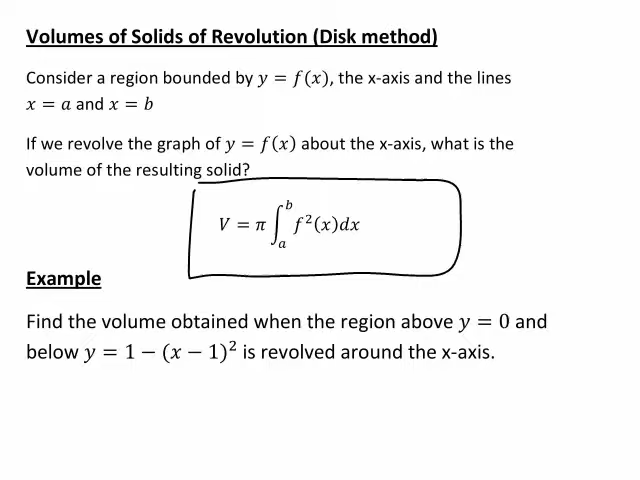 Volumes of Solids of Revolution (Disk method)
Consider a region bounded by 𝑦 = 𝑓(𝑥), the x-axis and the lines
𝑥 = 𝑎 and 𝑥 = 𝑏
If we revolve the graph of 𝑦 = 𝑓(𝑥) about the x-axis, what is the
volume of the resulting solid?
𝑉 = 𝜋 ∫ₐᵇ 𝑓²(𝑥)𝑑𝑥
Example
Find the volume obtained when the region above 𝑦 = 0 and
below 𝑦 = 1 − (𝑥 − 1)² is revolved around the x-axis.